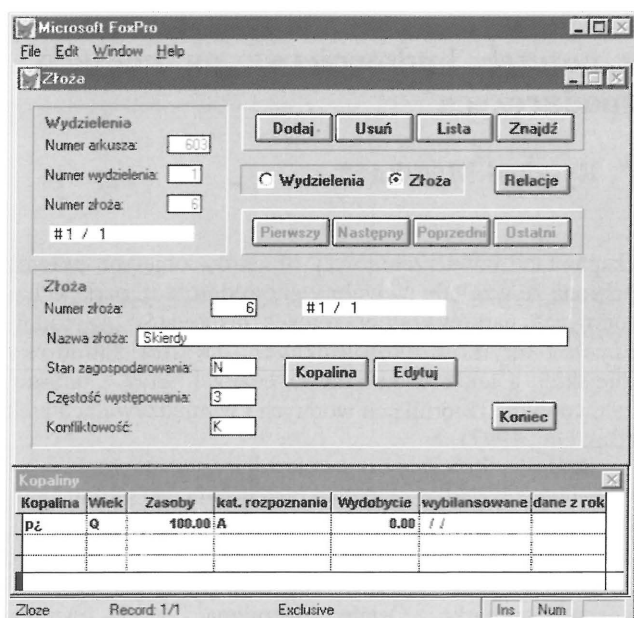 Microsoft FoxPro
File Edit Window Help
Złoża
Wydzielenia
Numer arkusza: 603
Numer wydzielenia: 1
Numer złoża: 6
#1 / 1
Dodaj Usuń Lista Znajdź
Wydzielenia Złoża Relacje
Pierwszy Następny Poprzedni Ostatni
Złoża
Numer złoża: 6 #1 / 1
Nazwa złoża: Skierdy
Stan zagospodarowania: N
Kopalina Edytuj
Częstość występowania: 3
Konfliktowość: K
Koniec
Kopaliny
Kopalina Wiek Zasoby kat. rozpoznania Wydobycie wybilansowane dane z rok
p¿ Q 100.00 A 0.00 / /
Zloze Record: 1/1 Exclusive Ins Num